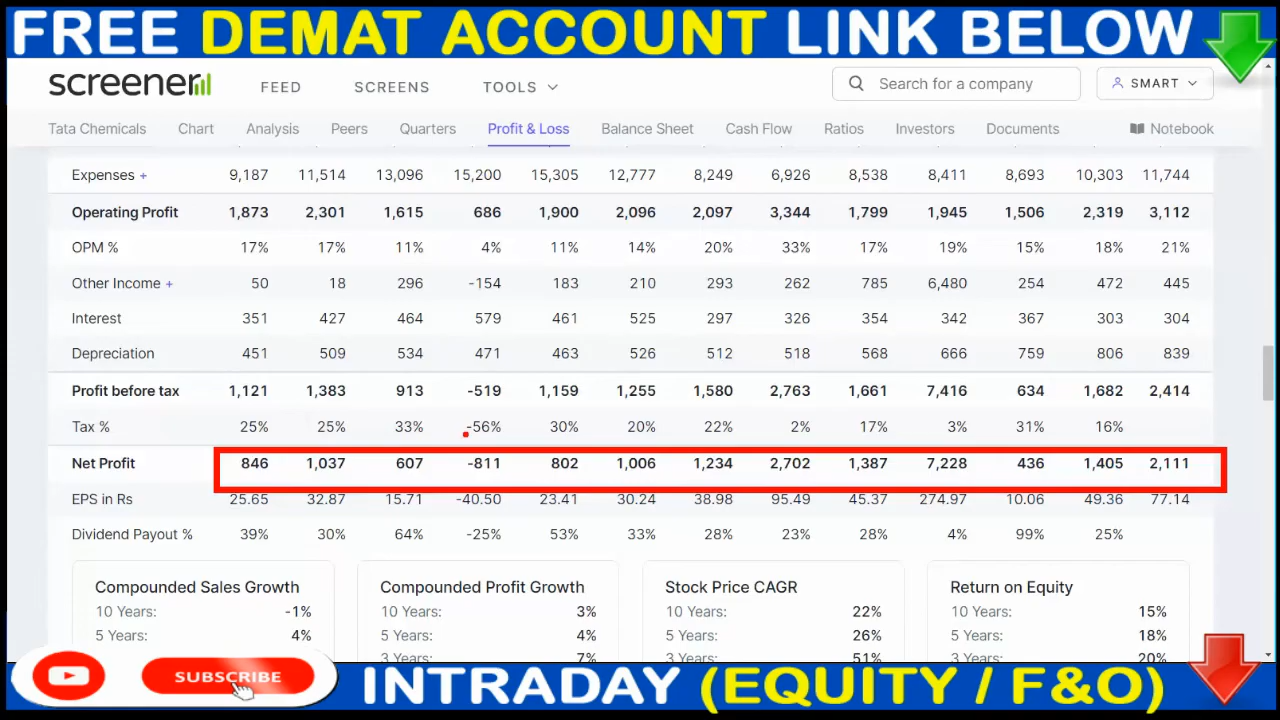 FREE DEMAT ACCOUNT LINK BELOW
screener FEED SCREENS TOOLS Search for a company SMART
Tata Chemicals Chart Analysis Peers Quarters Profit & Loss Balance Sheet Cash Flow Ratios Investors Documents Notebook
Expenses + 9,187 11,514 13,096 15,200 15,305 12,777 8,249 6,926 8,538 8,411 8,693 10,303 11,744
Operating Profit 1,873 2,301 1,615 686 1,900 2,096 2,097 3,344 1,799 1,945 1,506 2,319 3,112
OPM % 17% 17% 11% 4% 11% 14% 20% 33% 17% 19% 15% 18% 21%
Other Income + 50 18 296 -154 183 210 293 262 785 6,480 254 472 445
Interest 351 427 464 579 461 525 297 326 354 342 367 303 304
Depreciation 451 509 534 471 463 526 512 518 568 666 759 806 839
Profit before tax 1,121 1,383 913 -519 1,159 1,255 1,580 2,763 1,661 7,416 634 1,682 2,414
Tax % 25% 25% 33% -56% 30% 20% 22% 2% 17% 3% 31% 16%
Net Profit 846 1,037 607 -811 802 1,006 1,234 2,702 1,387 7,228 436 1,405 2,111
EPS in Rs 25.65 32.87 15.71 -40.50 23.41 30.24 38.98 95.49 45.37 274.97 10.06 49.36 77.14
Dividend Payout % 39% 30% 64% -25% 53% 33% 28% 23% 28% 4% 99% 25%
Compounded Sales Growth Compounded Profit Growth Stock Price CAGR Return on Equity
10 Years: -1% 10 Years: 3% 10 Years: 22% 10 Years: 15%
5 Years: 4% 5 Years: 4% 5 Years: 26% 5 Years: 18%
3 Years: 7% 3 Years: 51% 3 Years: 20%
SUBSCRIBE INTRADAY (EQUITY / F&O)